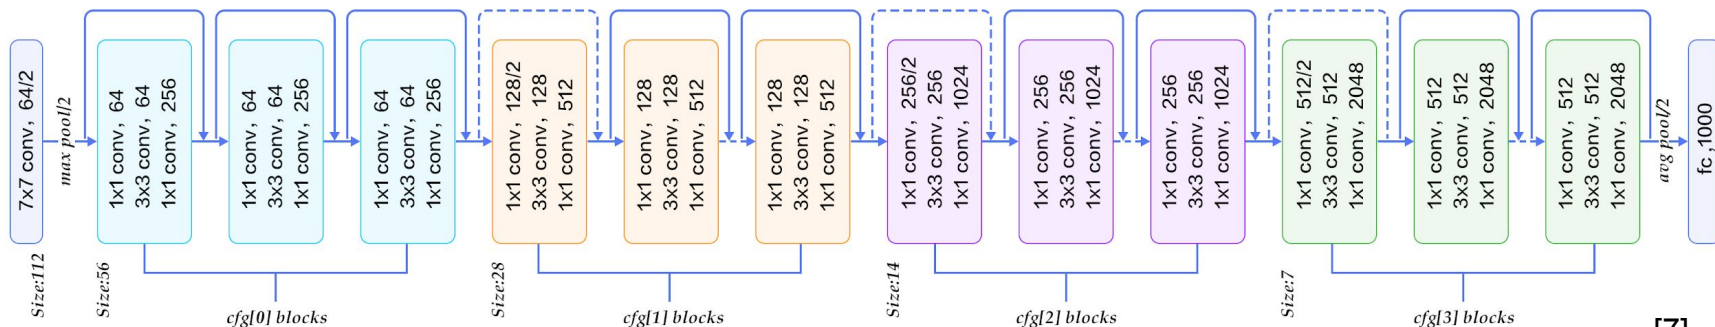 7x7 conv, 64/2
max pool/2
1x1 conv, 64
3x3 conv, 64
1x1 conv, 256
1x1 conv, 64
3x3 conv, 64
1x1 conv, 256
1x1 conv, 64
3x3 conv, 64
1x1 conv, 256
1x1 conv, 128/2
3x3 conv, 128
1x1 conv, 512
1x1 conv, 128
3x3 conv, 128
1x1 conv, 512
1x1 conv, 128
3x3 conv, 128
1x1 conv, 512
1x1 conv, 256/2
3x3 conv, 256
1x1 conv, 1024
1x1 conv, 256
3x3 conv, 256
1x1 conv, 1024
1x1 conv, 256
3x3 conv, 256
1x1 conv, 1024
1x1 conv, 512/2
3x3 conv, 512
1x1 conv, 2048
1x1 conv, 512
3x3 conv, 512
1x1 conv, 2048
1x1 conv, 512
3x3 conv, 512
1x1 conv, 2048
avg pool/2
fc ,1000
Size:112
Size:56
Size:28
Size:14
Size:7
cfg[0] blocks
cfg[1] blocks
cfg[2] blocks
cfg[3] blocks
[7]